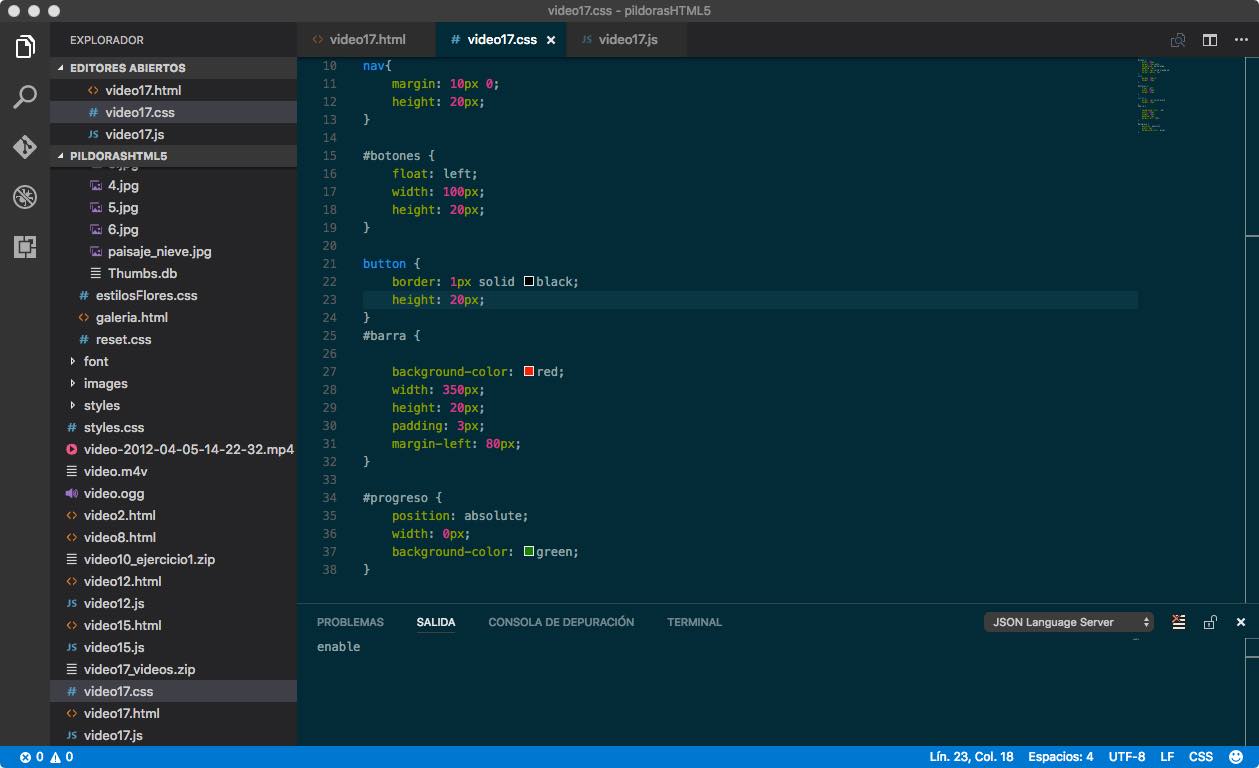 video17.css - pildorasHTML5
EXPLORADOR
EDITORES ABIERTOS
video17.html
# video17.css
JS video17.js
PILDORASHTML5
4.jpg
5.jpg
6.jpg
paisaje_nieve.jpg
Thumbs.db
# estilosFlores.css
<> galeria.html
# reset.css
font
images
styles
# styles.css
video-2012-04-05-14-22-32.mp4
video.m4v
video.ogg
<> video2.html
<> video8.html
video10_ejercicio1.zip
<> video12.html
JS video12.js
<> video15.html
JS video15.js
video17_videos.zip
# video17.css
<> video17.html
JS video17.js
<> video17.html # video17.css × JS video17.js
10 nav{
11 margin: 10px 0;
12 height: 20px;
13 }
14
15 #botones {
16 float: left;
17 width: 100px;
18 height: 20px;
19 }
20
21 button {
22 border: 1px solid black;
23 height: 20px;
24 }
25 #barra {
26
27 background-color: red;
28 width: 350px;
29 height: 20px;
30 padding: 3px;
31 margin-left: 80px;
32 }
33
34 #progreso {
35 position: absolute;
36 width: 0px;
37 background-color: green;
38 }
PROBLEMAS SALIDA CONSOLA DE DEPURACIÓN TERMINAL JSON Language Server
enable
0 0 Lín. 23, Col. 18 Espacios: 4 UTF-8 LF CSS